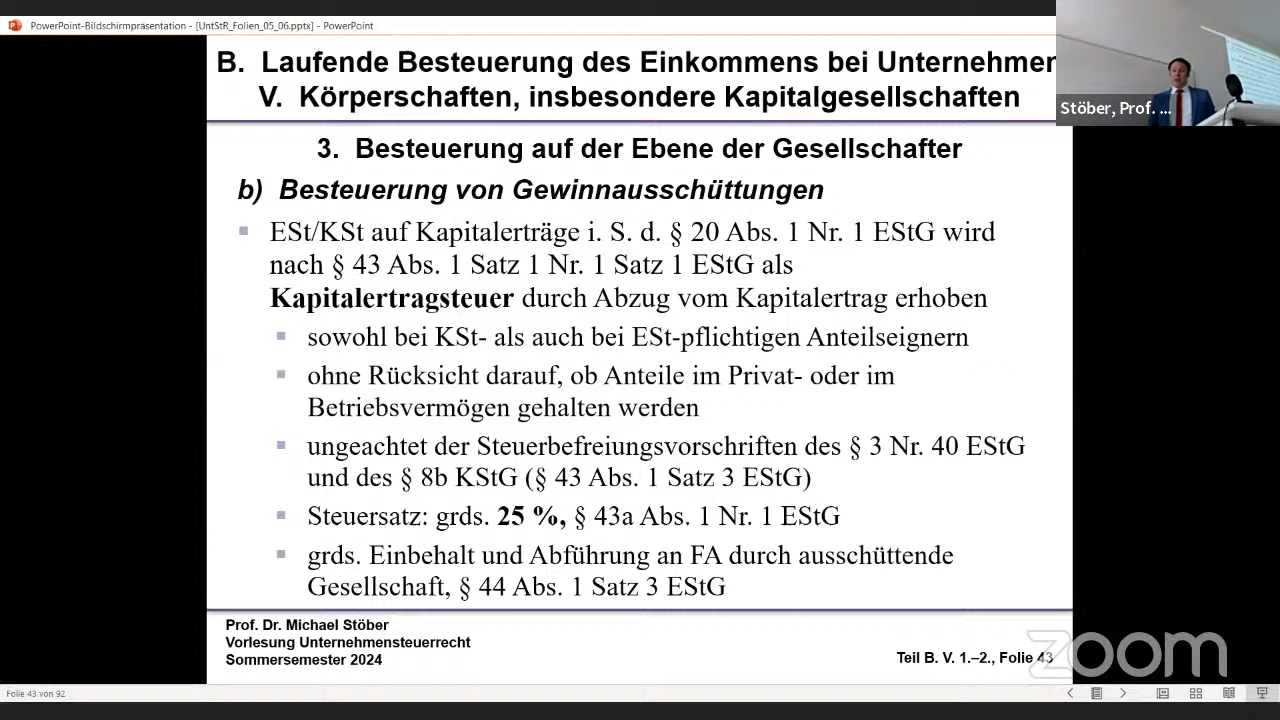 PowerPoint-Bildschirmpräsentation - [UntStR_Folien_05_06.pptx] - PowerPoint
B. Laufende Besteuerung des Einkommens bei Unternehmen
V. Körperschaften, insbesondere Kapitalgesellschaften
Stöber, Prof. ...
3. Besteuerung auf der Ebene der Gesellschafter
b) Besteuerung von Gewinnausschüttungen
ESt/KSt auf Kapitalerträge i. S. d. § 20 Abs. 1 Nr. 1 EStG wird
nach § 43 Abs. 1 Satz 1 Nr. 1 Satz 1 EStG als
Kapitalertragsteuer durch Abzug vom Kapitalertrag erhoben
sowohl bei KSt- als auch bei ESt-pflichtigen Anteilseignern
ohne Rücksicht darauf, ob Anteile im Privat- oder im
Betriebsvermögen gehalten werden
ungeachtet der Steuerbefreiungsvorschriften des § 3 Nr. 40 EStG
und des § 8b KStG (§ 43 Abs. 1 Satz 3 EStG)
Steuersatz: grds. 25 %, § 43a Abs. 1 Nr. 1 EStG
grds. Einbehalt und Abführung an FA durch ausschüttende
Gesellschaft, § 44 Abs. 1 Satz 3 EStG
Prof. Dr. Michael Stöber
Vorlesung Unternehmensteuerrecht
Sommersemester 2024
Teil B. V. 1.–2., Folie 43
zoom
Folie 43 von 92